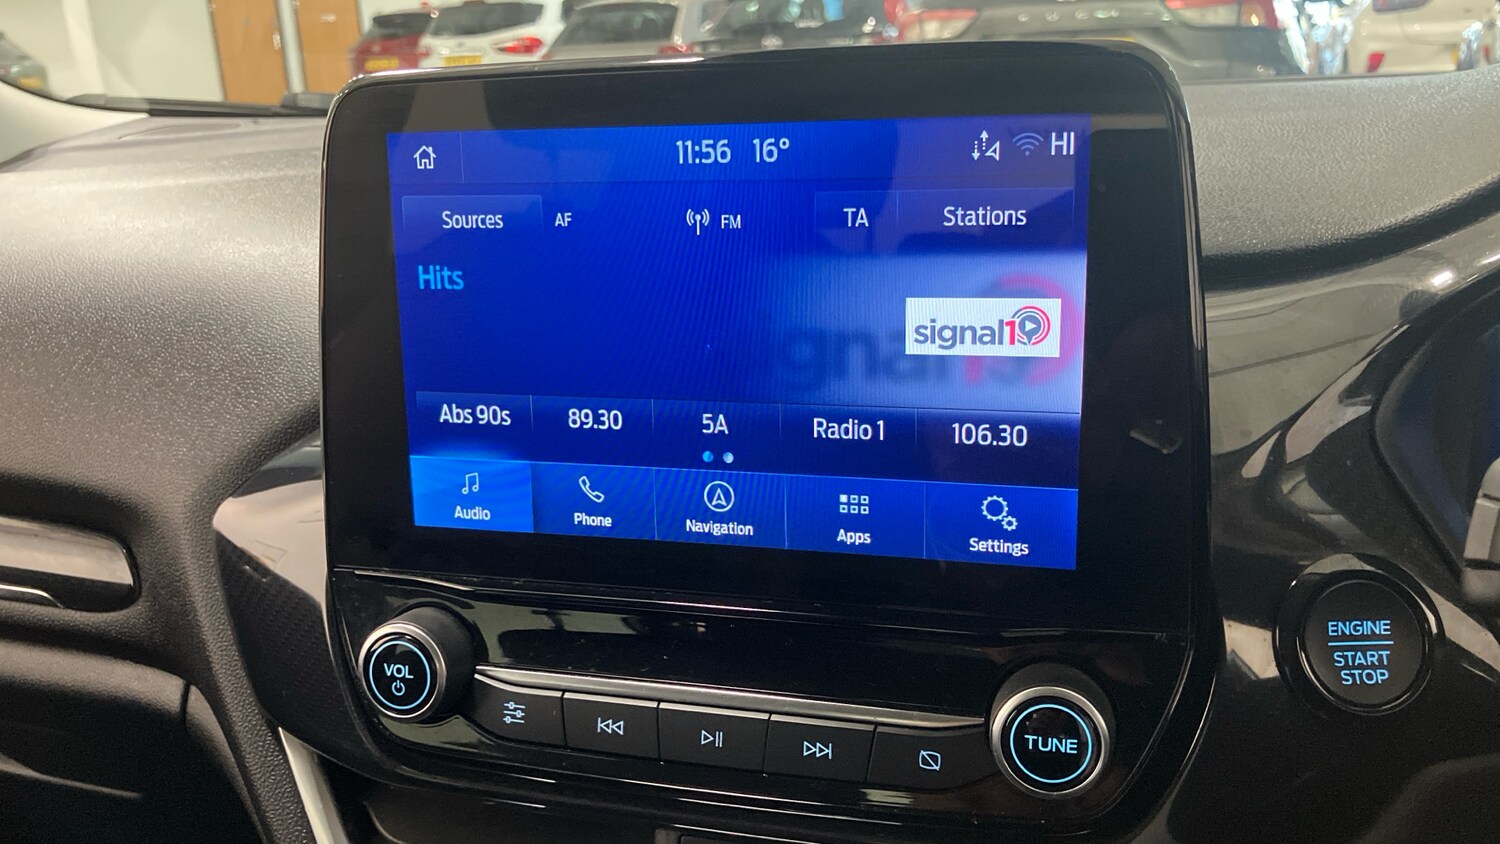 11:56 16° HI
Sources AF FM TA Stations
Hits
signal1
Abs 90s 89.30 5A Radio 1 106.30
Audio Phone Navigation Apps Settings
VOL
TUNE
ENGINE
START
STOP